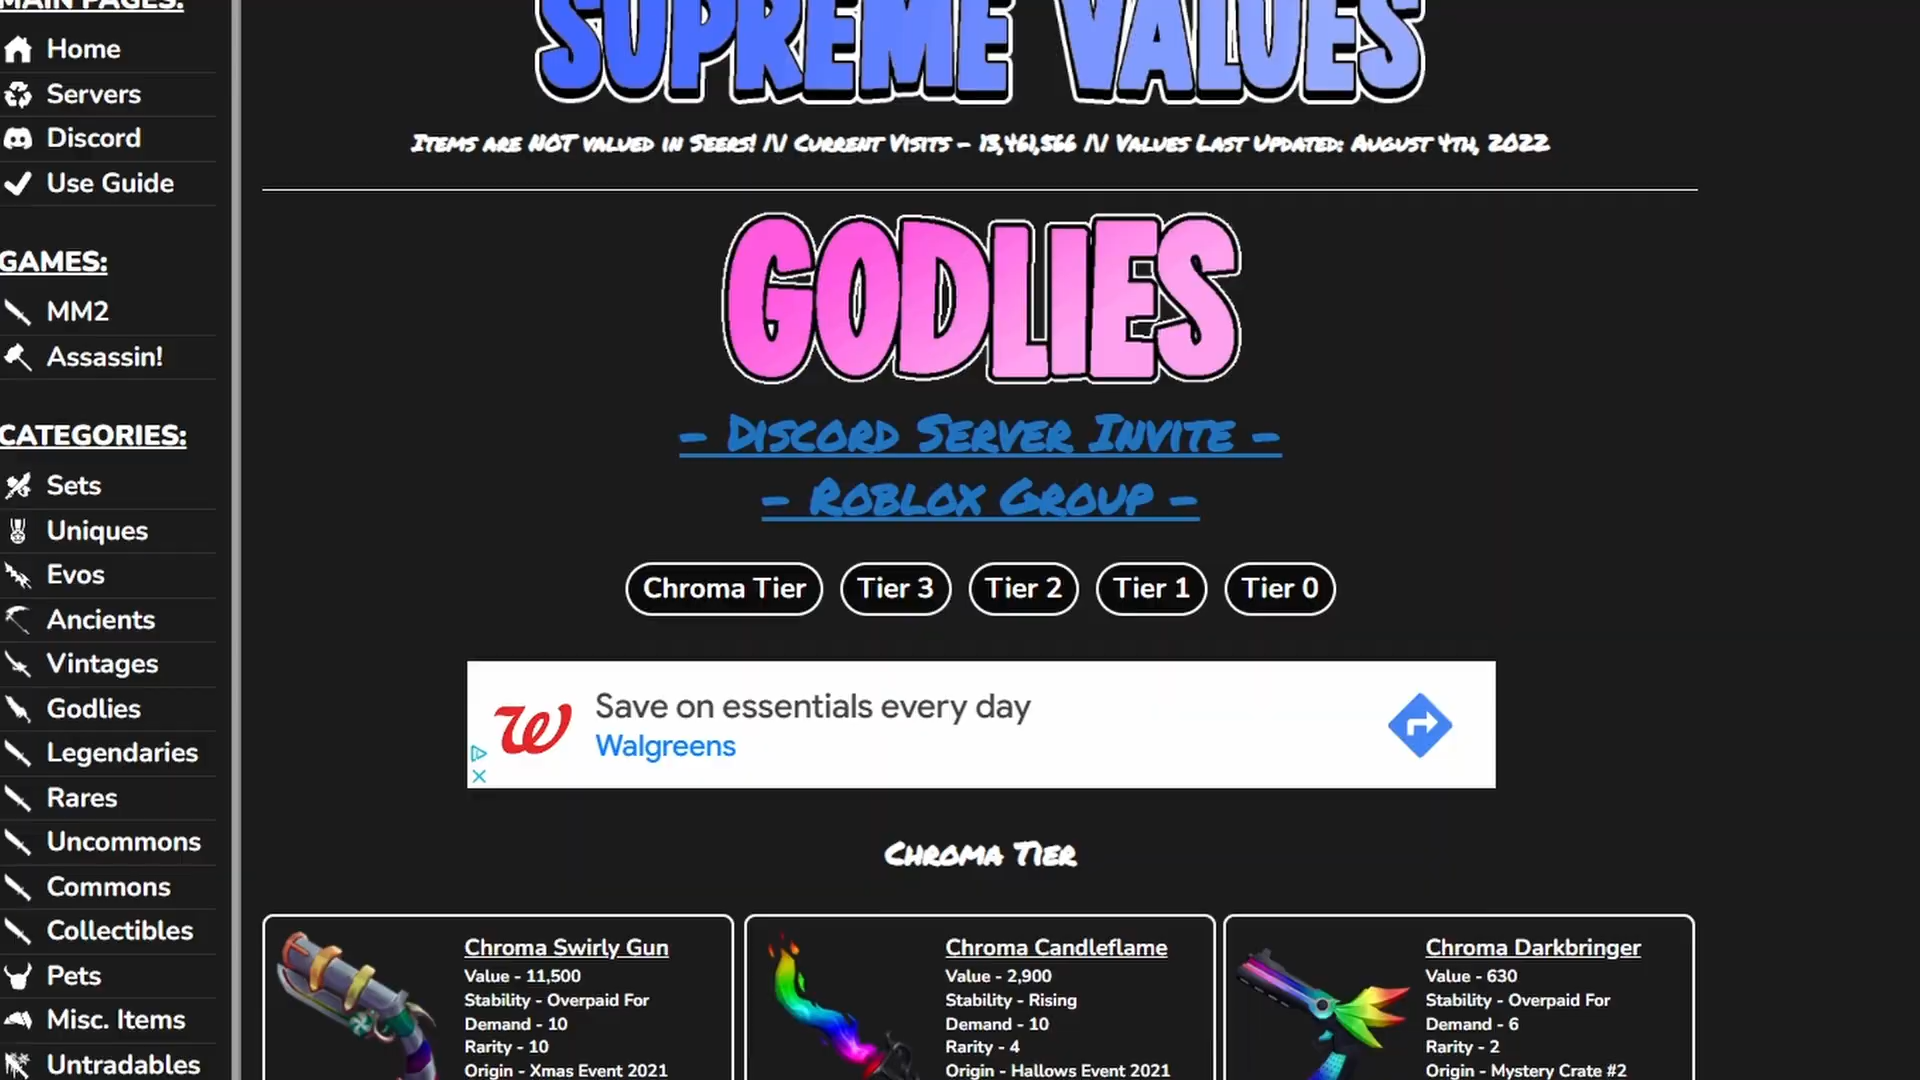 MAIN PAGES:
Home
Servers
Discord
Use Guide
GAMES:
MM2
Assassin!
CATEGORIES:
Sets
Uniques
Evos
Ancients
Vintages
Godlies
Legendaries
Rares
Uncommons
Commons
Collectibles
Pets
Misc. Items
Untradables
SUPREME VALUES
Items are NOT valued in Seers! /\/ Current Visits - 13,461,566 /\/ Values Last Updated: August 4th, 2022
GODLIES
- Discord Server Invite -
- Roblox Group -
Chroma Tier
Tier 3
Tier 2
Tier 1
Tier 0
Save on essentials every day
Walgreens
Chroma Tier
Chroma Swirly Gun
Value - 11,500
Stability - Overpaid For
Demand - 10
Rarity - 10
Origin - Xmas Event 2021
Chroma Candleflame
Value - 2,900
Stability - Rising
Demand - 10
Rarity - 4
Origin - Hallows Event 2021
Chroma Darkbringer
Value - 630
Stability - Overpaid For
Demand - 6
Rarity - 2
Origin - Mystery Crate #2